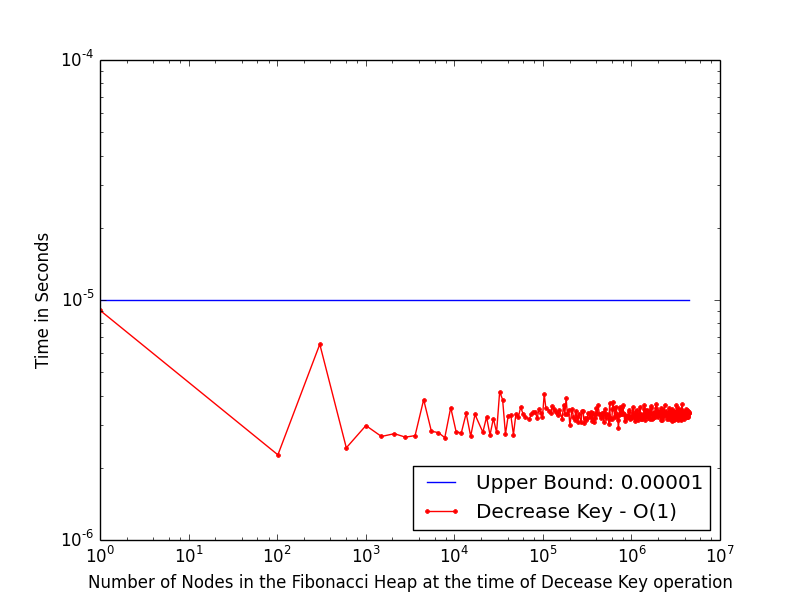 10^-4
10^-5
10^-6
Time in Seconds
Upper Bound: 0.00001
Decrease Key - O(1)
10^0 10^1 10^2 10^3 10^4 10^5 10^6 10^7
Number of Nodes in the Fibonacci Heap at the time of Decease Key operation